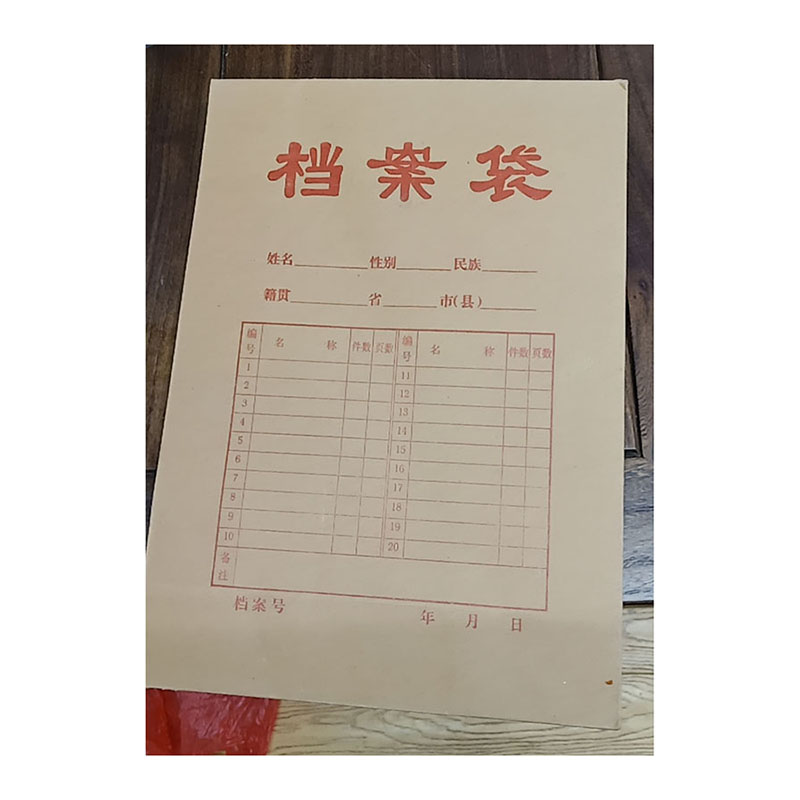 档案袋
姓名 性别 民族
籍贯 省 市(县)
编号 名称 件数 页数 编号 名称 件数 页数
1 11
2 12
3 13
4 14
5 15
6 16
7 17
8 18
9 19
10 20
备注
档案号 年 月 日